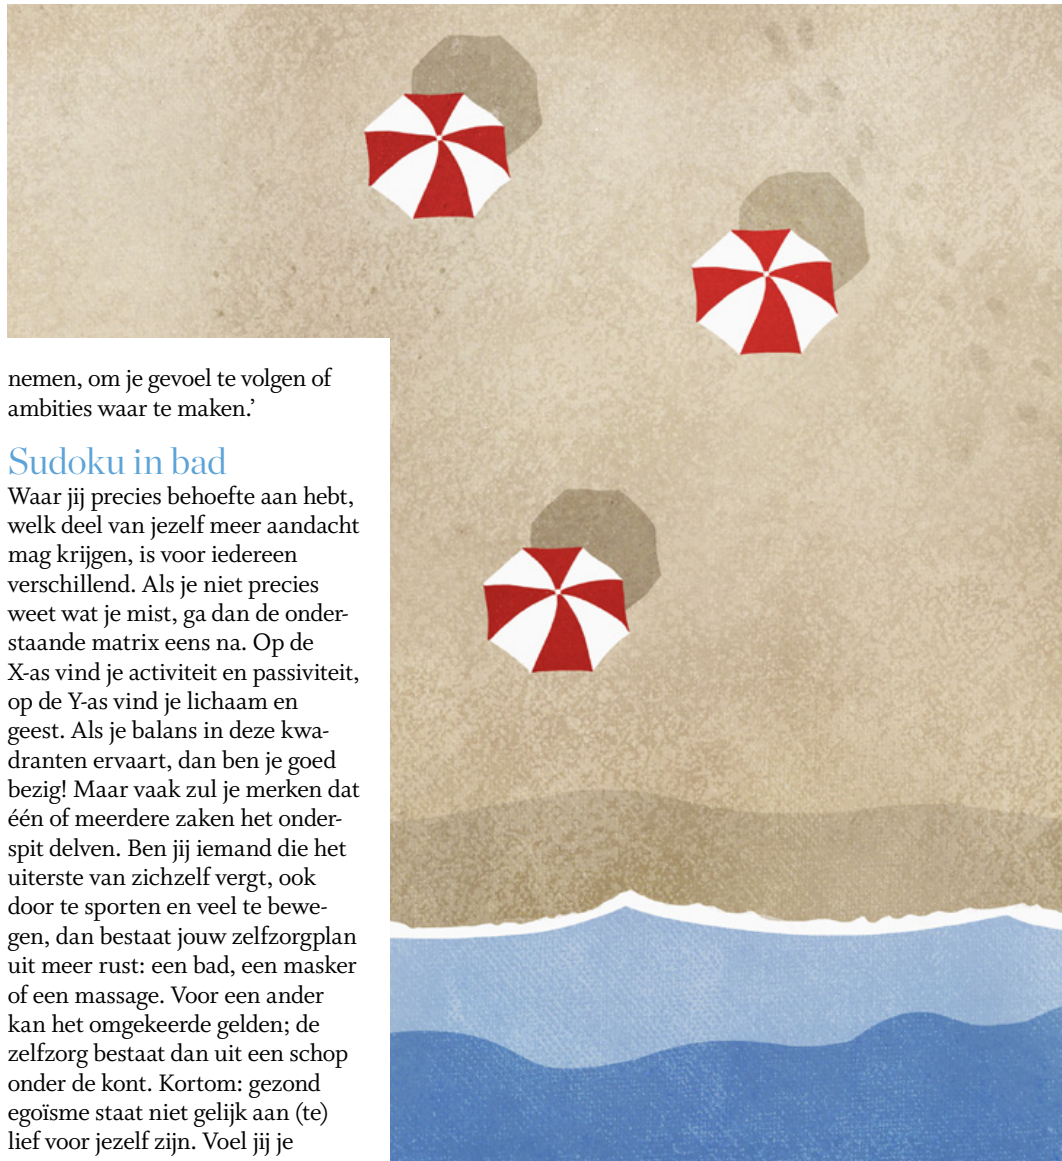 nemen, om je gevoel te volgen of
ambities waar te maken.’
Sudoku in bad
Waar jij precies behoefte aan hebt,
welk deel van jezelf meer aandacht
mag krijgen, is voor iedereen
verschillend. Als je niet precies
weet wat je mist, ga dan de onder-
staande matrix eens na. Op de
X-as vind je activiteit en passiviteit,
op de Y-as vind je lichaam en
geest. Als je balans in deze kwa-
dranten ervaart, dan ben je goed
bezig! Maar vaak zul je merken dat
één of meerdere zaken het onder-
spit delven. Ben jij iemand die het
uiterste van zichzelf vergt, ook
door te sporten en veel te bewe-
gen, dan bestaat jouw zelfzorgplan
uit meer rust: een bad, een masker
of een massage. Voor een ander
kan het omgekeerde gelden; de
zelfzorg bestaat dan uit een schop
onder de kont. Kortom: gezond
egoïsme staat niet gelijk aan (te)
lief voor jezelf zijn. Voel jij je